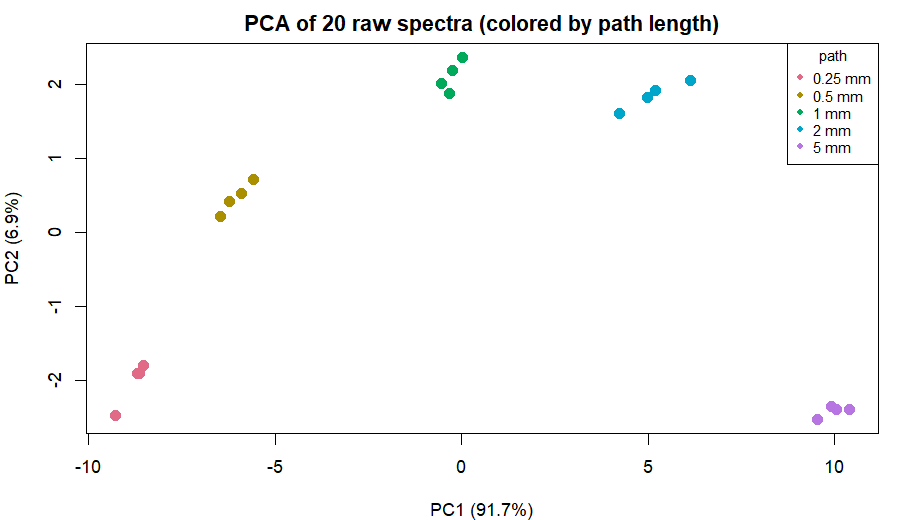 PCA of 20 raw spectra (colored by path length)
path
0.25 mm
0.5 mm
1 mm
2 mm
5 mm
2
1
0
-1
-2
PC2 (6.9%)
-10 -5 0 5 10
PC1 (91.7%)